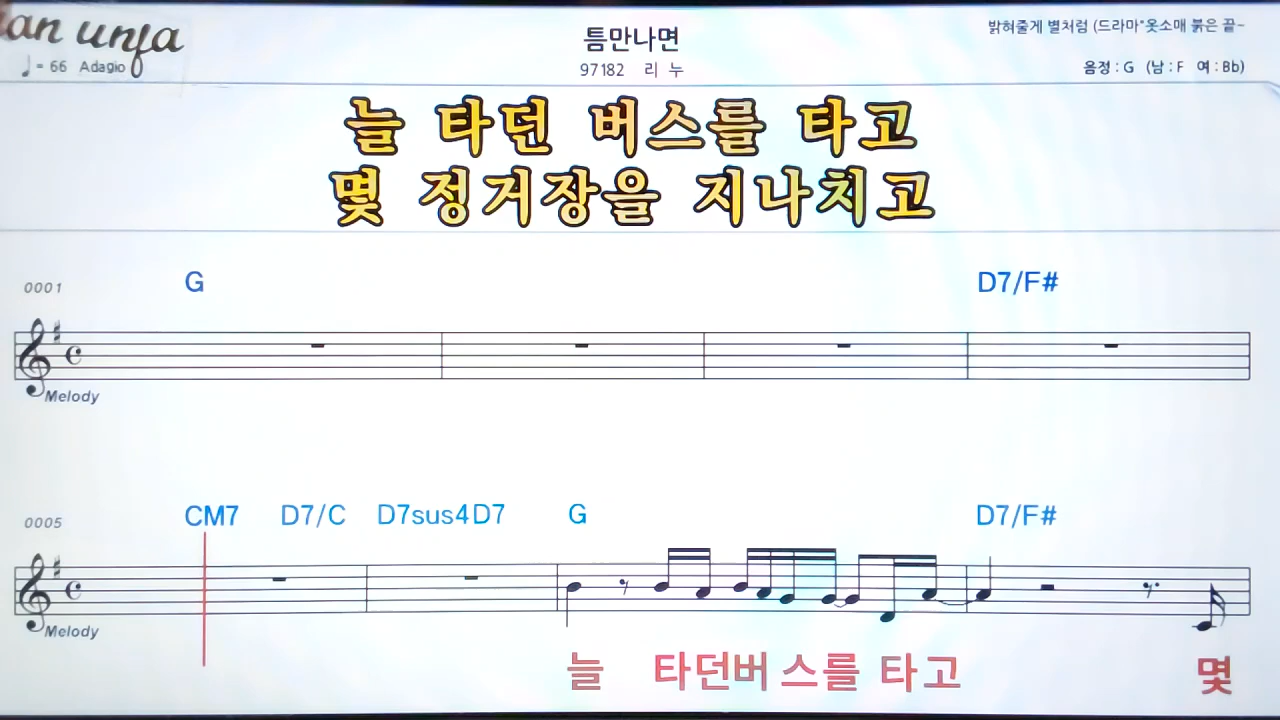 an unja
♩ = 66 Adagio
틈만나면
97182 리 누
밝혀줄게 별처럼 (드라마"옷소매 붉은 끝~
음정 : G (남 : F 여 : Bb)
늘 타던 버스를 타고
몇 정거장을 지나치고
0001
G D7/F#
Melody
0005
CM7 D7/C D7sus4 D7 G D7/F#
Melody
늘 타던버 스를 타고 몇